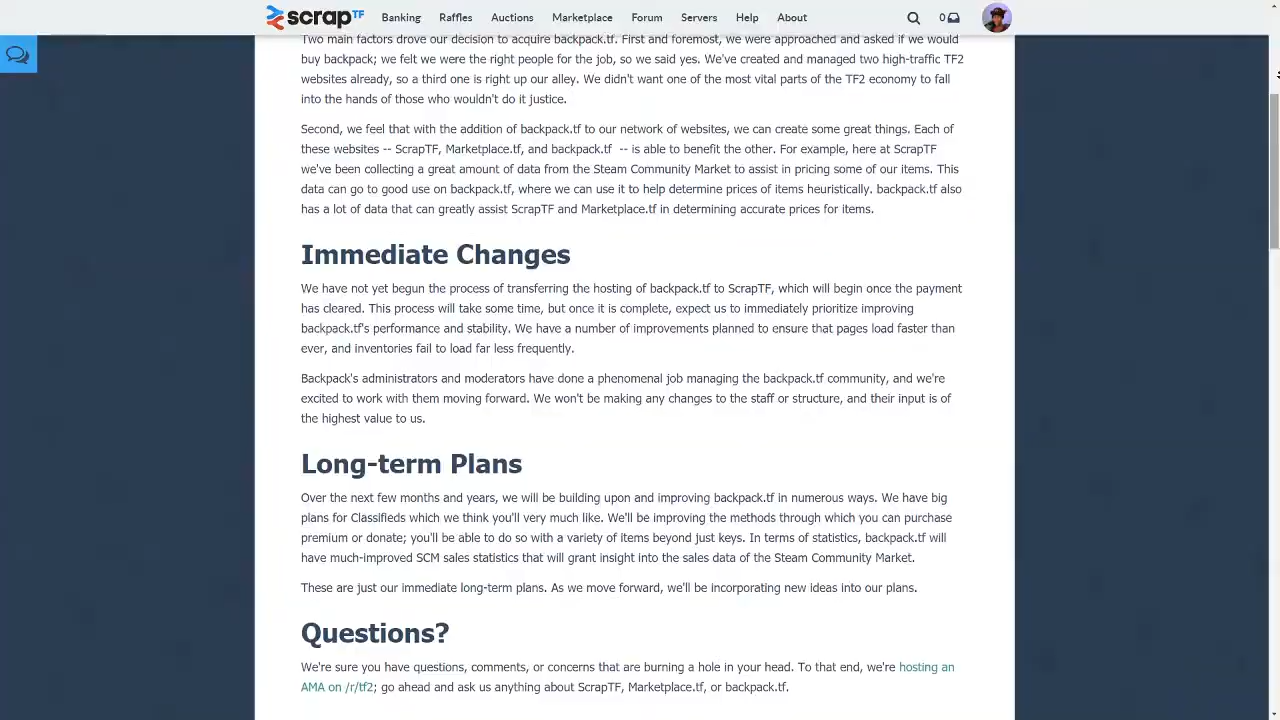 scrap TF Banking Raffles Auctions Marketplace Forum Servers Help About 0
Two main factors drove our decision to acquire backpack.tf. First and foremost, we were approached and asked if we would
buy backpack; we felt we were the right people for the job, so we said yes. We've created and managed two high-traffic TF2
websites already, so a third one is right up our alley. We didn't want one of the most vital parts of the TF2 economy to fall
into the hands of those who wouldn't do it justice.
Second, we feel that with the addition of backpack.tf to our network of websites, we can create some great things. Each of
these websites -- ScrapTF, Marketplace.tf, and backpack.tf -- is able to benefit the other. For example, here at ScrapTF
we've been collecting a great amount of data from the Steam Community Market to assist in pricing some of our items. This
data can go to good use on backpack.tf, where we can use it to help determine prices of items heuristically. backpack.tf also
has a lot of data that can greatly assist ScrapTF and Marketplace.tf in determining accurate prices for items.
Immediate Changes
We have not yet begun the process of transferring the hosting of backpack.tf to ScrapTF, which will begin once the payment
has cleared. This process will take some time, but once it is complete, expect us to immediately prioritize improving
backpack.tf's performance and stability. We have a number of improvements planned to ensure that pages load faster than
ever, and inventories fail to load far less frequently.
Backpack's administrators and moderators have done a phenomenal job managing the backpack.tf community, and we're
excited to work with them moving forward. We won't be making any changes to the staff or structure, and their input is of
the highest value to us.
Long-term Plans
Over the next few months and years, we will be building upon and improving backpack.tf in numerous ways. We have big
plans for Classifieds which we think you'll very much like. We'll be improving the methods through which you can purchase
premium or donate; you'll be able to do so with a variety of items beyond just keys. In terms of statistics, backpack.tf will
have much-improved SCM sales statistics that will grant insight into the sales data of the Steam Community Market.
These are just our immediate long-term plans. As we move forward, we'll be incorporating new ideas into our plans.
Questions?
We're sure you have questions, comments, or concerns that are burning a hole in your head. To that end, we're hosting an
AMA on /r/tf2; go ahead and ask us anything about ScrapTF, Marketplace.tf, or backpack.tf.